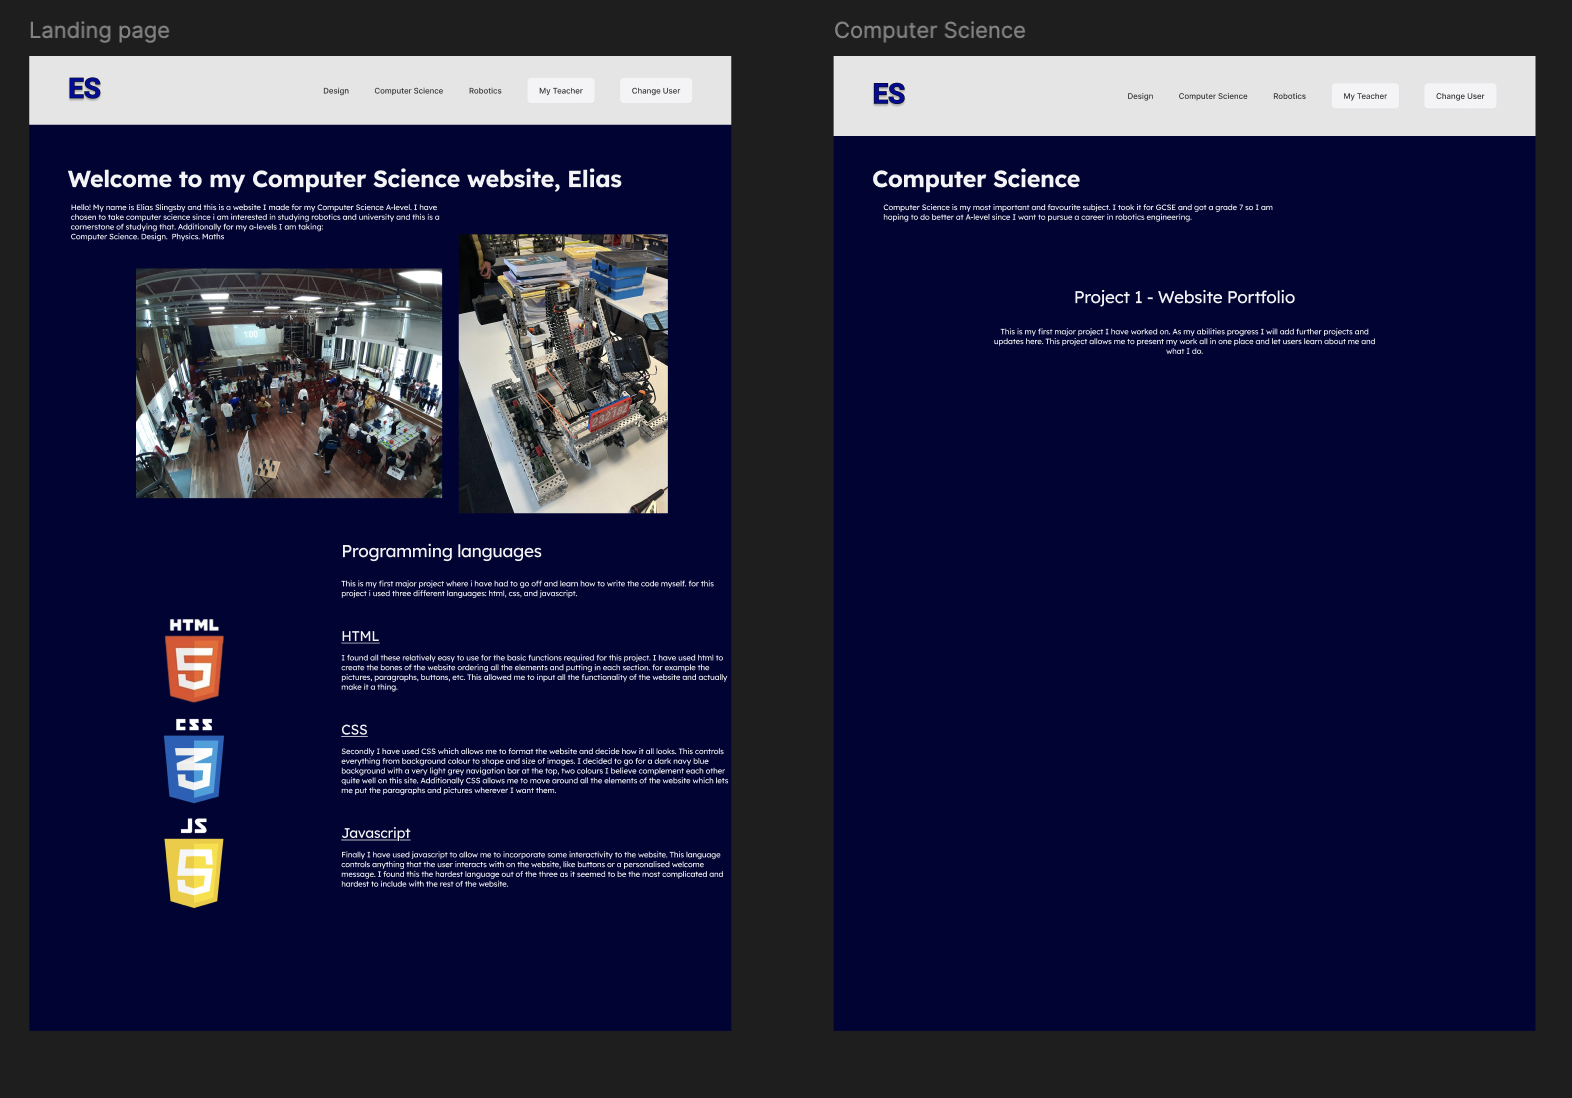 Landing page
ES
Design
Computer Science
Robotics
My Teacher
Change User
Welcome to my Computer Science website, Elias
Hello! My name is Elias Slingsby and this is a website I made for my Computer Science A-level. I have
chosen to take computer science since i am interested in studying robotics and university and this is a
cornerstone of studying that. Additionally for my a-levels I am taking:
Computer Science. Design. Physics. Maths
Programming languages
This is my first major project where i have had to go off and learn how to write the code myself. for this
project i used three different languages: html, css, and javascript.
HTML
5
HTML
I found all these relatively easy to use for the basic functions required for this project. I have used html to
create the bones of the website ordering all the elements and putting in each section. for example the
pictures, paragraphs, buttons, etc. This allowed me to input all the functionality of the website and actually
make it a thing.
CSS
3
CSS
Secondly I have used CSS which allows me to format the website and decide how it all looks. This controls
everything from background colour to shape and size of images. I decided to go for a dark navy blue
background with a very light grey navigation bar at the top, two colours I believe complement each other
quite well on this site. Additionally CSS allows me to move around all the elements of the website which lets
me put the paragraphs and pictures wherever I want them.
JS
5
Javascript
Finally I have used javascript to allow me to incorporate some interactivity to the website. This language
controls anything that the user interacts with on the website, like buttons or a personalised welcome
message. I found this the hardest language out of the three as it seemed to be the most complicated and
hardest to include with the rest of the website.
Computer Science
ES
Design
Computer Science
Robotics
My Teacher
Change User
Computer Science
Computer Science is my most important and favourite subject. I took it for GCSE and got a grade 7 so I am
hoping to do better at A-level since I want to pursue a career in robotics engineering.
Project 1 - Website Portfolio
This is my first major project I have worked on. As my abilities progress I will add further projects and
updates here. This project allows me to present my work all in one place and let users learn about me and
what I do.